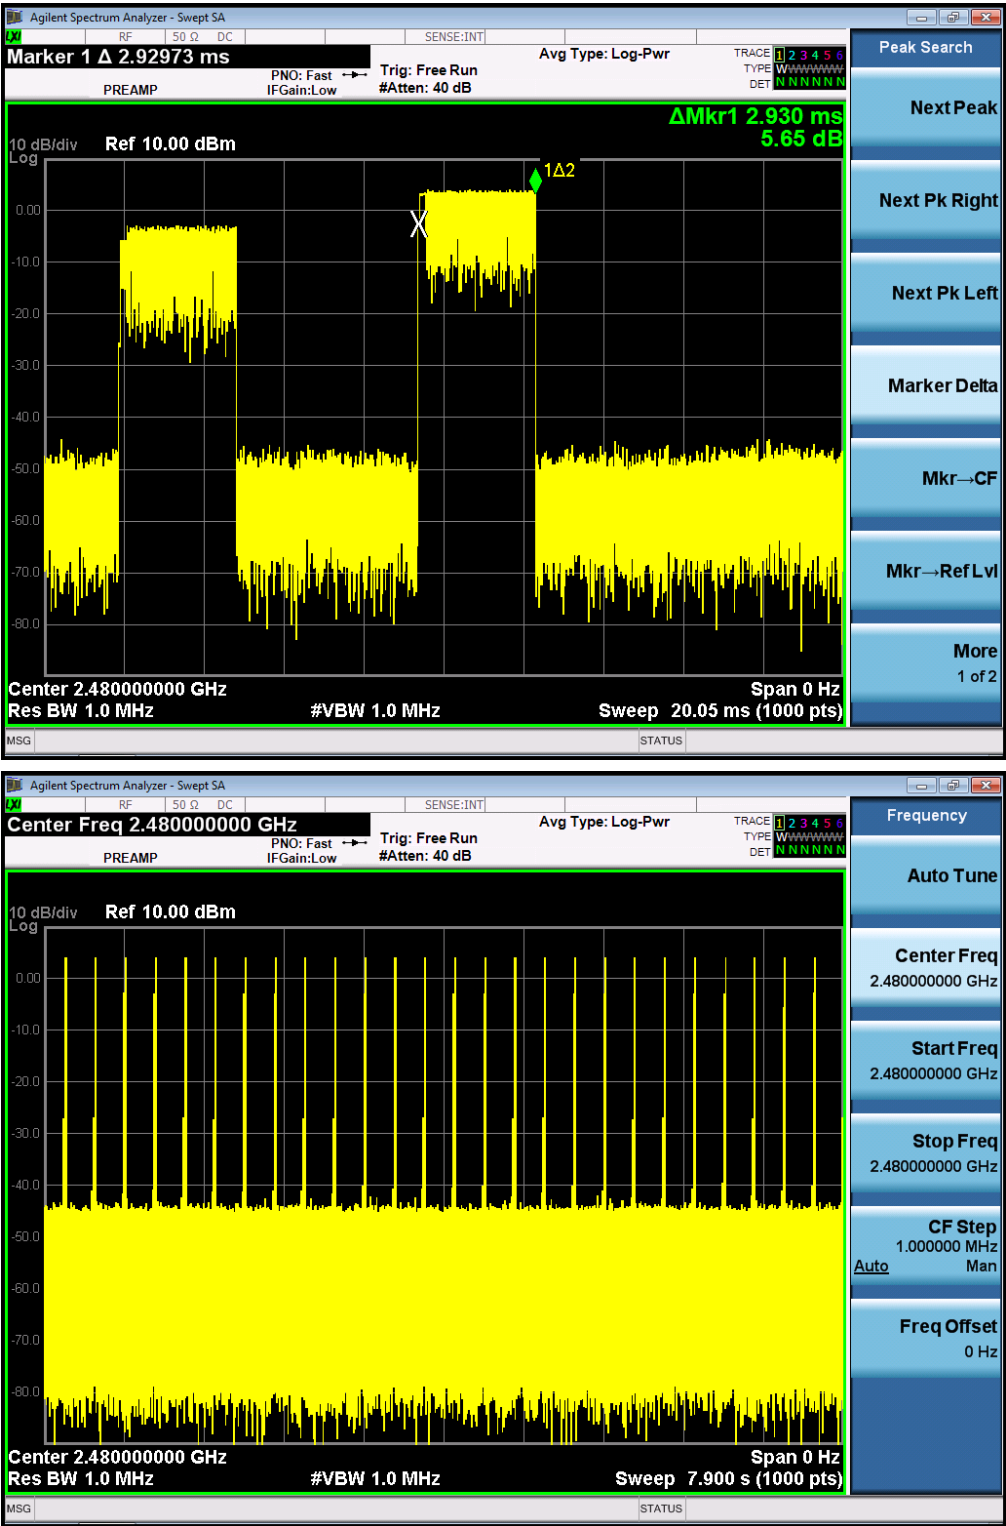 Agilent Spectrum Analyzer - Swept SA
LXI RF 50 Ω DC SENSE:INT
Marker 1 Δ 2.92973 ms
PREAMP
PNO: Fast
IFGain:Low
Trig: Free Run
#Atten: 40 dB
Avg Type: Log-Pwr
TRACE 1 2 3 4 5 6
TYPE WWWWWW
DET N N N N N N
ΔMkr1 2.930 ms
5.65 dB
10 dB/div Ref 10.00 dBm
Log
1Δ2
0.00
-10.0
-20.0
-30.0
-40.0
-50.0
-60.0
-70.0
-80.0
Center 2.480000000 GHz Span 0 Hz
Res BW 1.0 MHz #VBW 1.0 MHz Sweep 20.05 ms (1000 pts)
MSG STATUS
Peak Search
Next Peak
Next Pk Right
Next Pk Left
Marker Delta
Mkr→CF
Mkr→Ref Lvl
More
1 of 2
Agilent Spectrum Analyzer - Swept SA
LXI RF 50 Ω DC SENSE:INT
Center Freq 2.480000000 GHz
PREAMP
PNO: Fast
IFGain:Low
Trig: Free Run
#Atten: 40 dB
Avg Type: Log-Pwr
TRACE 1 2 3 4 5 6
TYPE WWWWWW
DET N N N N N N
10 dB/div Ref 10.00 dBm
Log
0.00
-10.0
-20.0
-30.0
-40.0
-50.0
-60.0
-70.0
-80.0
Center 2.480000000 GHz Span 0 Hz
Res BW 1.0 MHz #VBW 1.0 MHz Sweep 7.900 s (1000 pts)
MSG STATUS
Frequency
Auto Tune
Center Freq
2.480000000 GHz
Start Freq
2.480000000 GHz
Stop Freq
2.480000000 GHz
CF Step
1.000000 MHz
Auto Man
Freq Offset
0 Hz